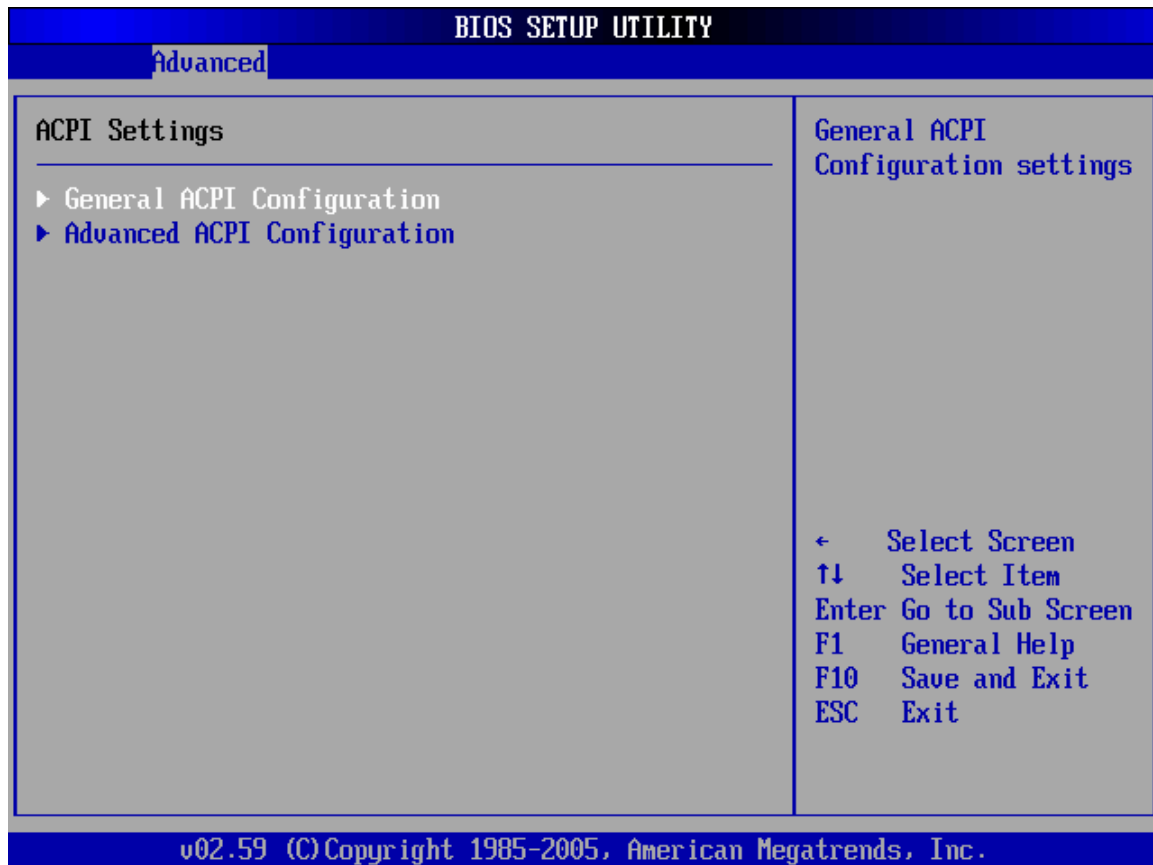 BIOS SETUP UTILITY
Advanced
ACPI Settings
▶ General ACPI Configuration
▶ Advanced ACPI Configuration
General ACPI
Configuration settings
← Select Screen
↑↓ Select Item
Enter Go to Sub Screen
F1 General Help
F10 Save and Exit
ESC Exit
v02.59 (C)Copyright 1985-2005, American Megatrends, Inc.